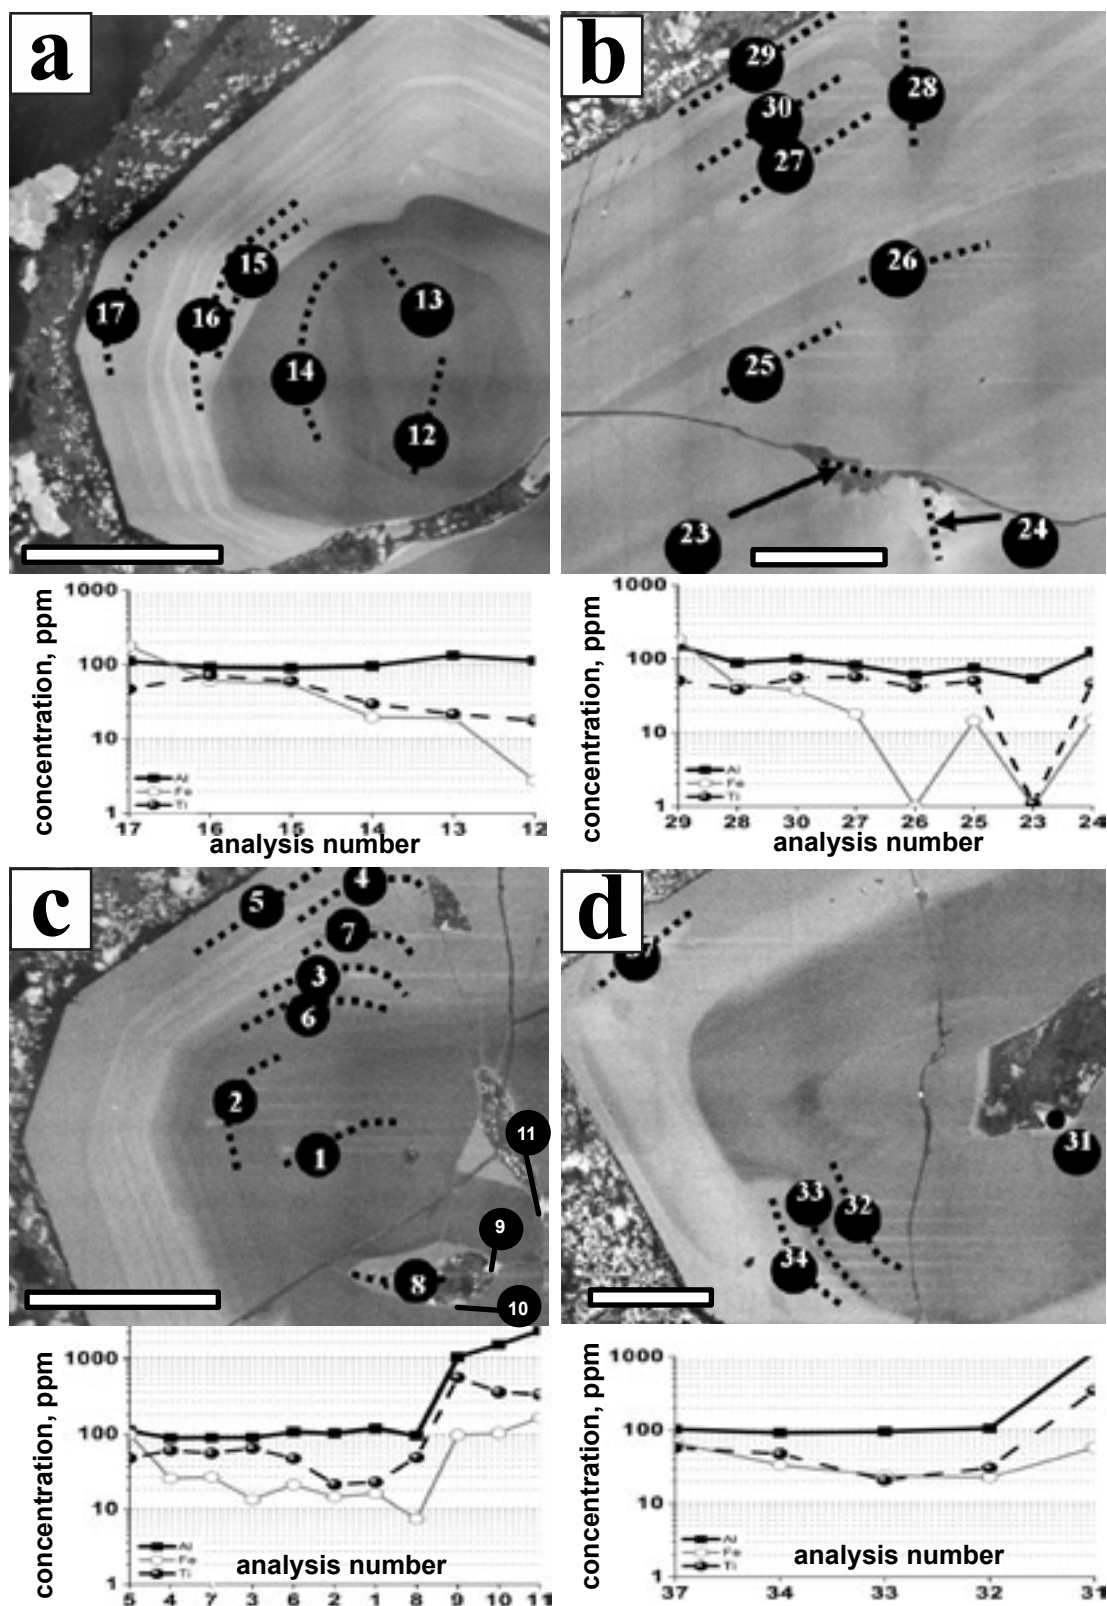 a
17
15
16
13
14
12
b
29
30
28
27
26
25
23
24
concentration, ppm
1000
100
10
1
Al
Fe
Ti
17 16 15 14 13 12
analysis number
concentration, ppm
1000
100
10
1
Al
Fe
Ti
29 28 30 27 26 25 23 24
analysis number
c
5
4
7
3
6
2
1
11
9
8
10
d
37
33
32
34
31
concentration, ppm
1000
100
10
1
Al
Fe
Ti
analysis number
5 4 7 3 6 2 1 8 9 10 11
concentration, ppm
1000
100
10
1
Al
Fe
Ti
analysis number
37 34 33 32 31